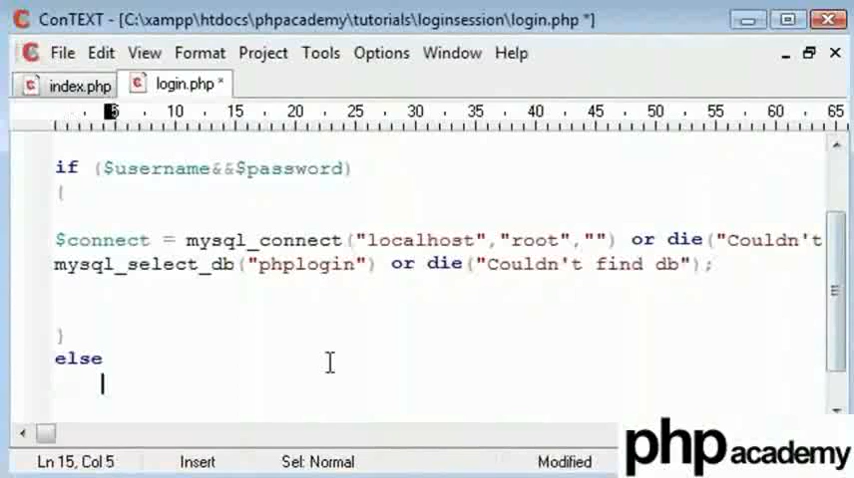 ConTEXT - [C:\xampp\htdocs\phpacademy\tutorials\loginsession\login.php *]
File Edit View Format Project Tools Options Window Help
index.php login.php *
5 10 15 20 25 30 35 40 45 50 55 60 65
if ($username&&$password)
{
$connect = mysql_connect("localhost","root","") or die("Couldn't
mysql_select_db("phplogin") or die("Couldn't find db");
}
else
Ln 15, Col 5 Insert Sel: Normal Modified
php academy